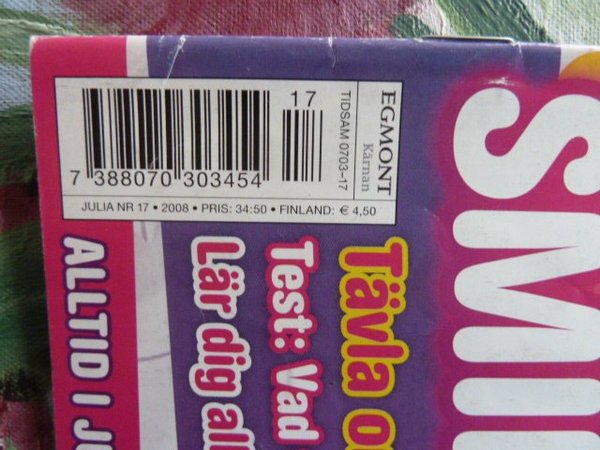 17
7 388070 303454
TIDSAM 0703-17
EGMONT
Kärnan
JULIA NR 17 • 2008 • PRIS: 34:50 • FINLAND: € 4,50
Tävla
Test: Vad
Lär dig
ALLTID I